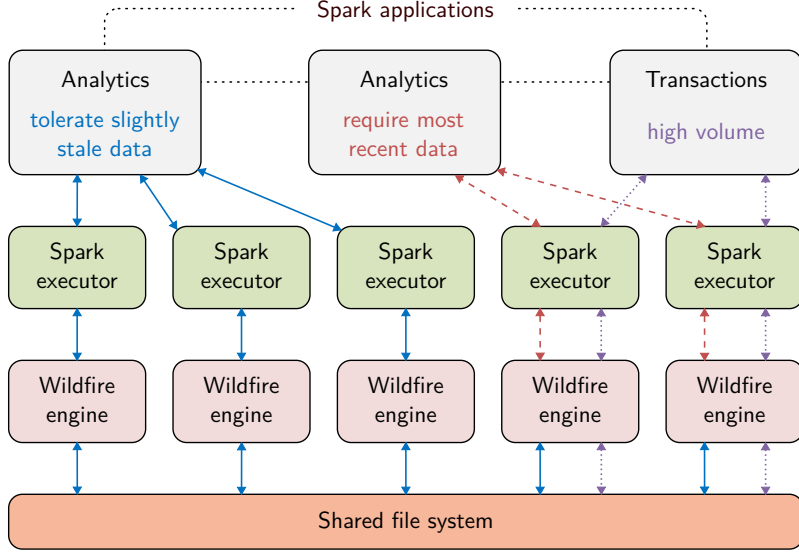 Spark applications
Analytics
tolerate slightly
stale data
Analytics
require most
recent data
Transactions
high volume
Spark
executor
Spark
executor
Spark
executor
Spark
executor
Spark
executor
Wildfire
engine
Wildfire
engine
Wildfire
engine
Wildfire
engine
Wildfire
engine
Shared file system